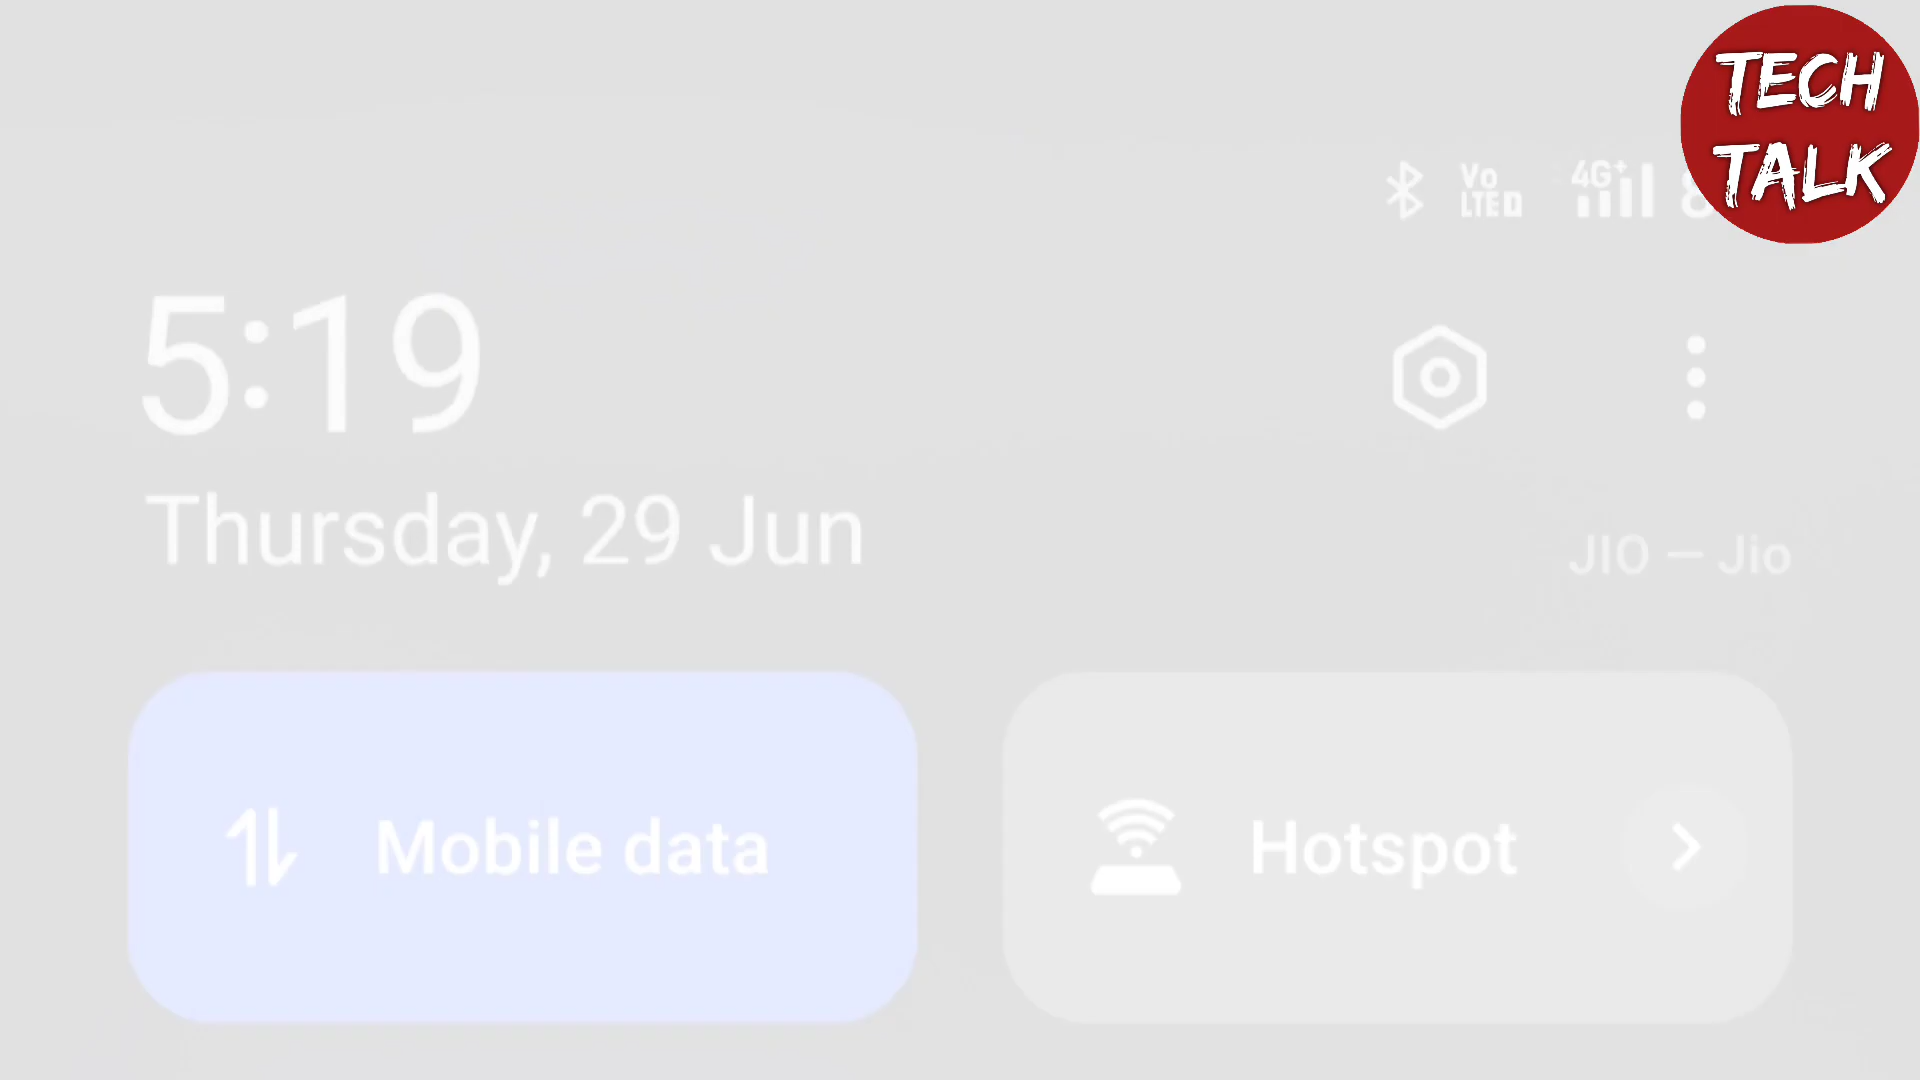 TECH
TALK
Vo
LTE
4G+
5:19
Thursday, 29 Jun
JIO — Jio
Mobile data
Hotspot